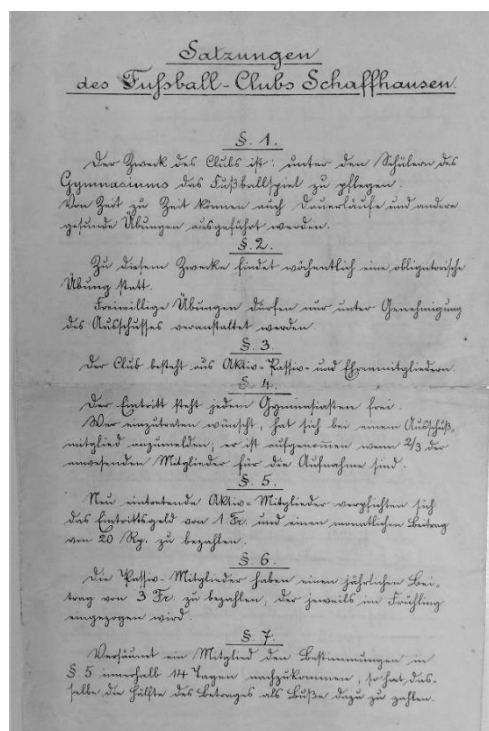 Satzungen
des Fußball-Clubs Schaffhausen.
§. 1.
Der Zweck des Clubs ist: unter den Schülern des
Gymnasiums das Fußballspiel zu pflegen.
Von Zeit zu Zeit können auch Dauerläufe und andere
gesunde Übungen ausgeführt werden.
§. 2.
Zu diesem Zwecke findet wöchentlich eine obligatorische
Übung statt.
Freiwillige Übungen dürfen nur unter Genehmigung
des Ausschusses veranstaltet werden.
§. 3.
Der Club besteht aus Aktiv- Passiv- und Ehrenmitgliedern.
§. 4.
Der Eintritt steht jedem Gymnasiasten frei.
Wer einzutreten wünscht, hat sich bei einem Ausschuß-
mitglied anzumelden; er ist aufgenommen wenn 2/3 der
anwesenden Mitglieder für die Aufnahme sind.
§. 5.
Neu eintretende Aktiv-Mitglieder verpflichten sich
das Eintrittsgeld von 1 Fr. und einen monatlichen Beitrag
von 20 Rp. zu bezahlen.
§. 6.
Die Passiv-Mitglieder haben einen jährlichen Bei-
trag von 3 Fr. zu bezahlen, der jeweils im Frühling
eingezogen wird.
§. 7.
Versäumt ein Mitglied den Bestimmungen in
§. 5 innerhalb 14 Tagen nachzukommen, so hat das-
selbe die Hälfte des Betrages als Buße dazu zu zahlen.